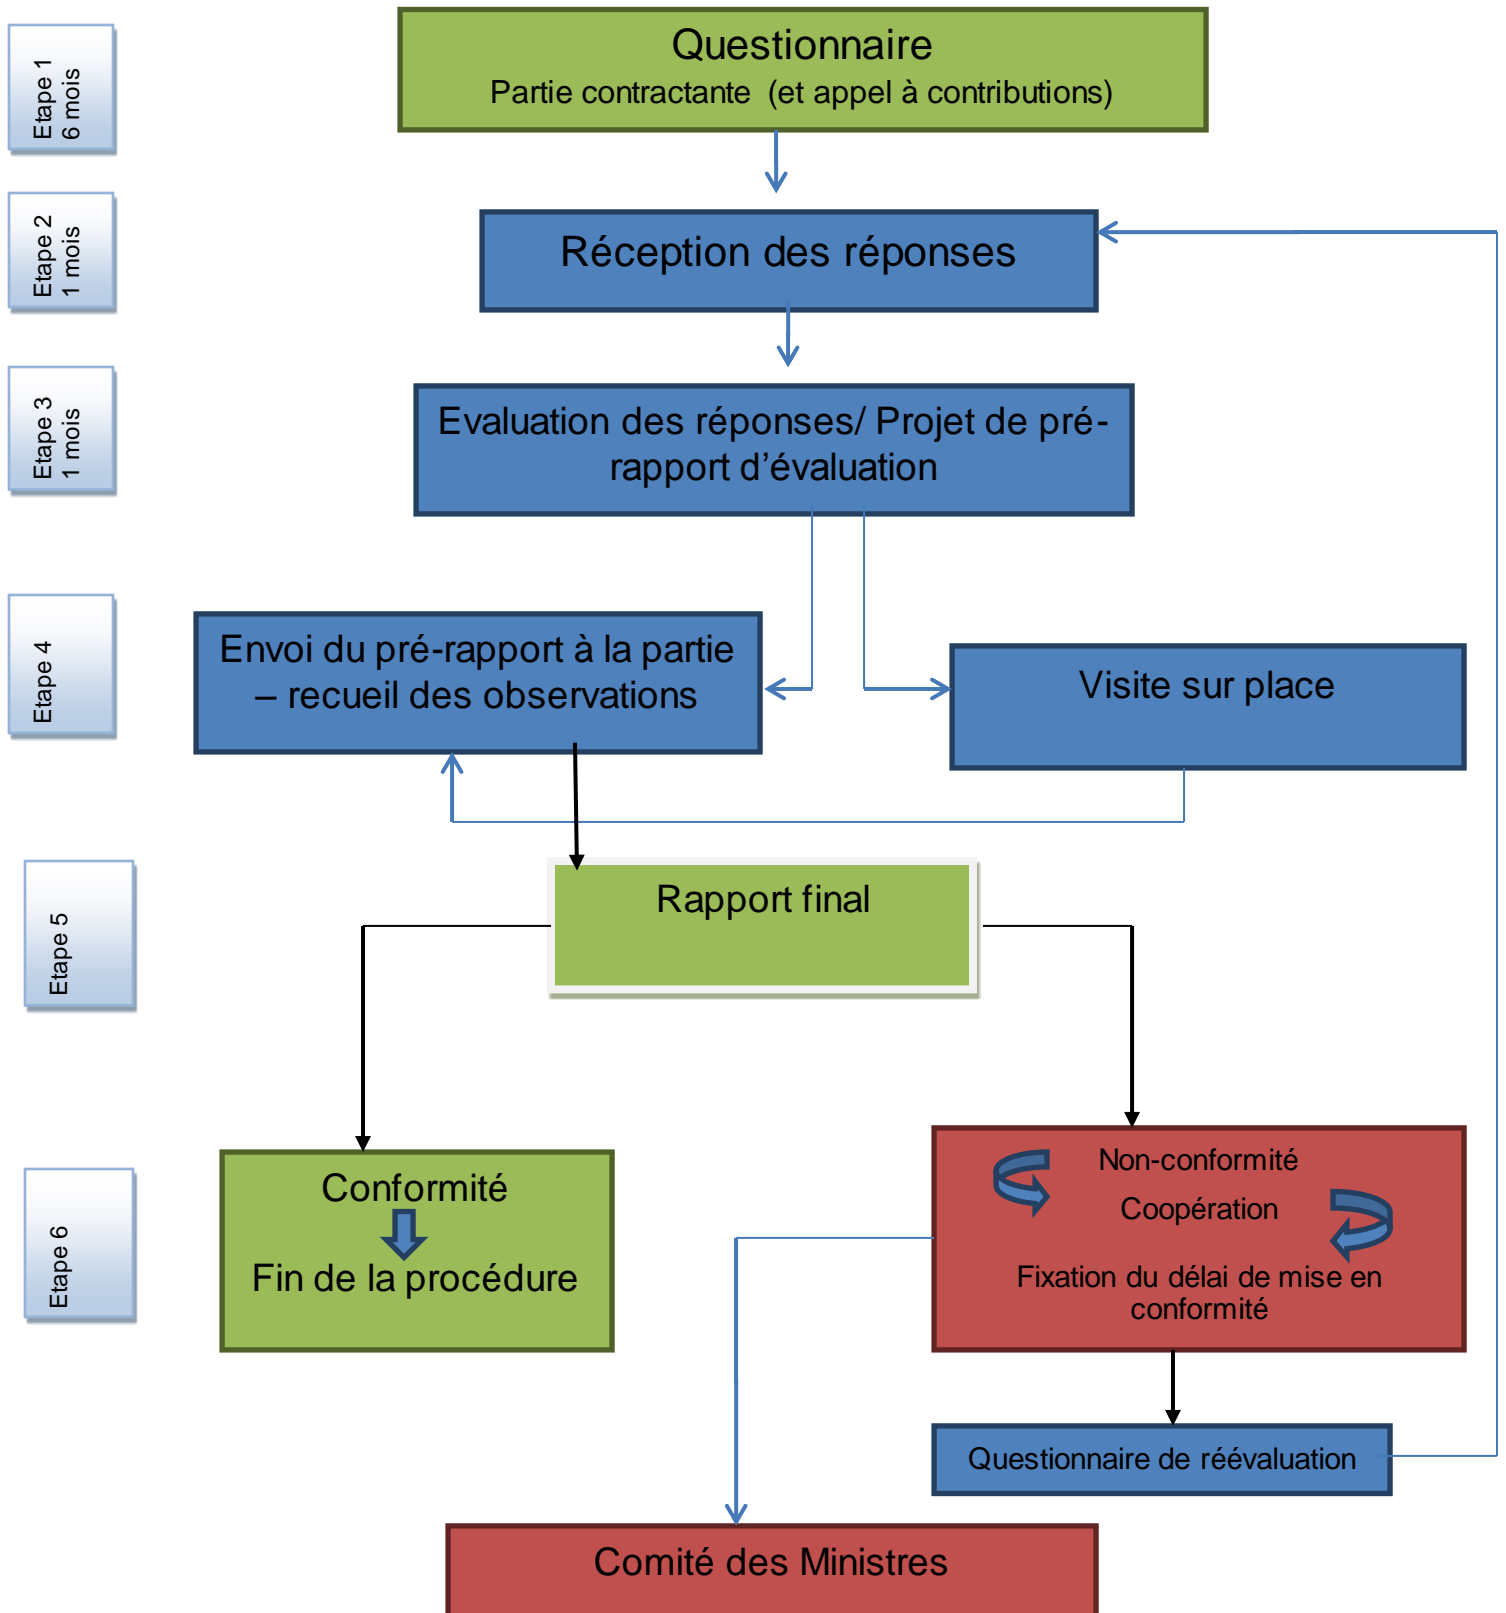 Etape 1
6 mois
Questionnaire
Partie contractante (et appel à contributions)
Etape 2
1 mois
Réception des réponses
Etape 3
1 mois
Evaluation des réponses/ Projet de pré-
rapport d’évaluation
Etape 4
Envoi du pré-rapport à la partie
– recueil des observations
Visite sur place
Etape 5
Rapport final
Etape 6
Conformité
Fin de la procédure
Non-conformité
Coopération
Fixation du délai de mise en
conformité
Questionnaire de réévaluation
Comité des Ministres